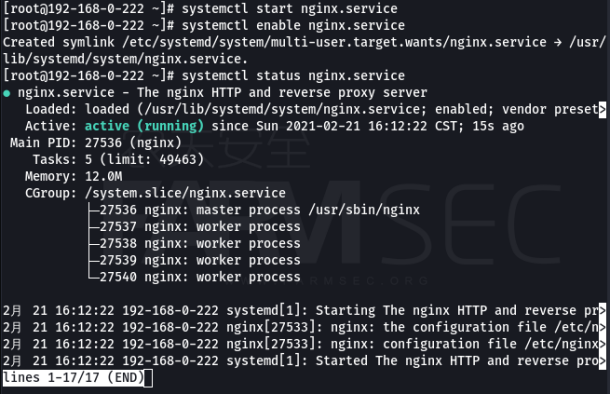 [root@192-168-0-222 ~]# systemctl start nginx.service
[root@192-168-0-222 ~]# systemctl enable nginx.service
Created symlink /etc/systemd/system/multi-user.target.wants/nginx.service → /usr/
lib/systemd/system/nginx.service.
[root@192-168-0-222 ~]# systemctl status nginx.service
● nginx.service - The nginx HTTP and reverse proxy server
   Loaded: loaded (/usr/lib/systemd/system/nginx.service; enabled; vendor preset>
   Active: active (running) since Sun 2021-02-21 16:12:22 CST; 15s ago
 Main PID: 27536 (nginx)
    Tasks: 5 (limit: 49463)
   Memory: 12.0M
   CGroup: /system.slice/nginx.service
           ├─27536 nginx: master process /usr/sbin/nginx
           ├─27537 nginx: worker process
           ├─27538 nginx: worker process
           ├─27539 nginx: worker process
           └─27540 nginx: worker process
2月 21 16:12:22 192-168-0-222 systemd[1]: Starting The nginx HTTP and reverse pr>
2月 21 16:12:22 192-168-0-222 nginx[27533]: nginx: the configuration file /etc/n>
2月 21 16:12:22 192-168-0-222 nginx[27533]: nginx: configuration file /etc/nginx>
2月 21 16:12:22 192-168-0-222 systemd[1]: Started The nginx HTTP and reverse pro>
lines 1-17/17 (END)
安全
SEC